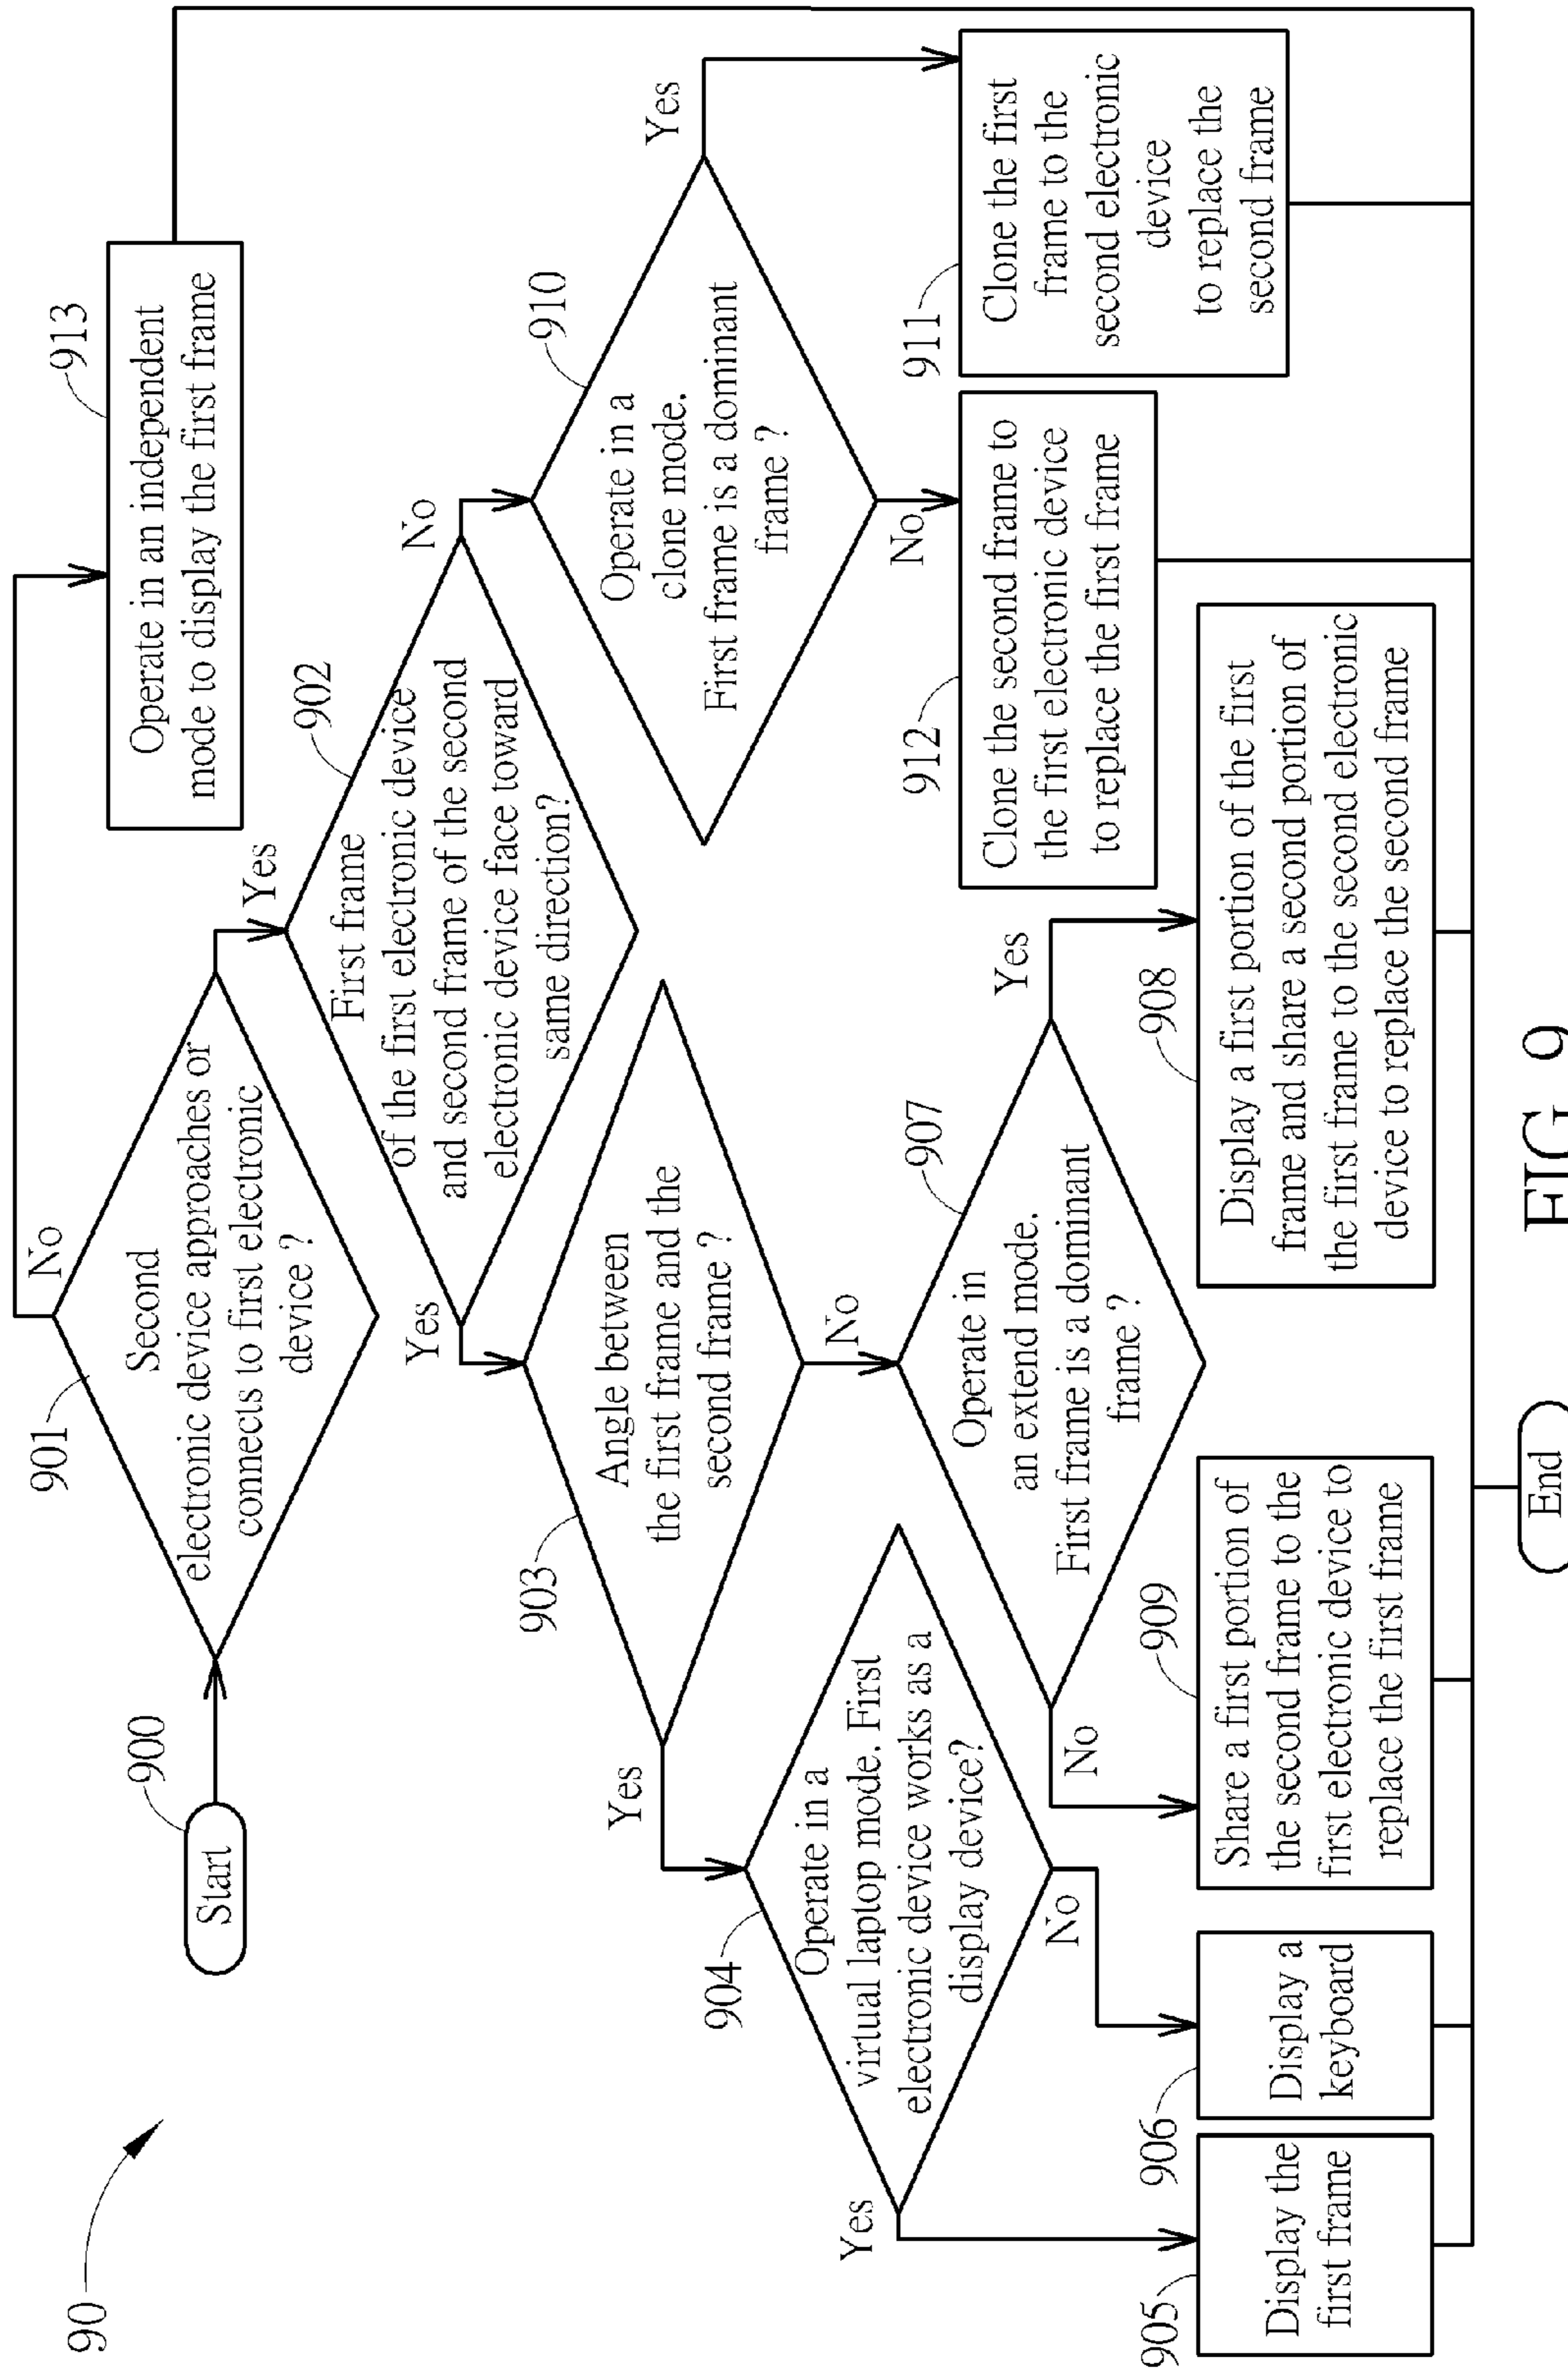 90
900
Start
901
Second
electronic device approaches or
connects to first electronic
device ?
No
Yes
913
Operate in an independent
mode to display the first frame
902
First frame
of the first electronic device
and second frame of the second
electronic device face toward
same direction?
Yes
No
903
Angle between
the first frame and the
second frame ?
Yes
No
910
Operate in a
clone mode.
First frame is a dominant
frame ?
Yes
No
904
Operate in a
virtual laptop mode. First
electronic device works as a
display device?
Yes
No
907
Operate in
an extend mode.
First frame is a dominant
frame ?
No
Yes
905
Display the
first frame
906
Display a
keyboard
909
Share a first portion of
the second frame to the
first electronic device to
replace the first frame
908
Display a first portion of the first
frame and share a second portion of
the first frame to the second electronic
device to replace the second frame
912
Clone the second frame to
the first electronic device
to replace the first frame
911
Clone the first
frame to the
second electronic
device
to replace the
second frame
End
FIG 9